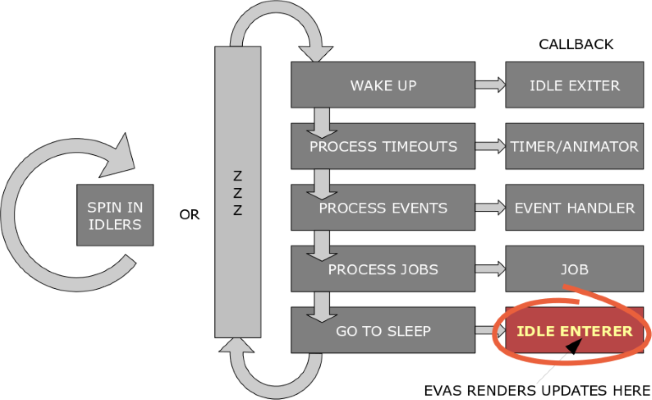 CALLBACK
WAKE UP
IDLE EXITER
PROCESS TIMEOUTS
TIMER/ANIMATOR
SPIN IN
IDLERS
OR
Z
Z
Z
PROCESS EVENTS
EVENT HANDLER
PROCESS JOBS
JOB
GO TO SLEEP
IDLE ENTERER
EVAS RENDERS UPDATES HERE